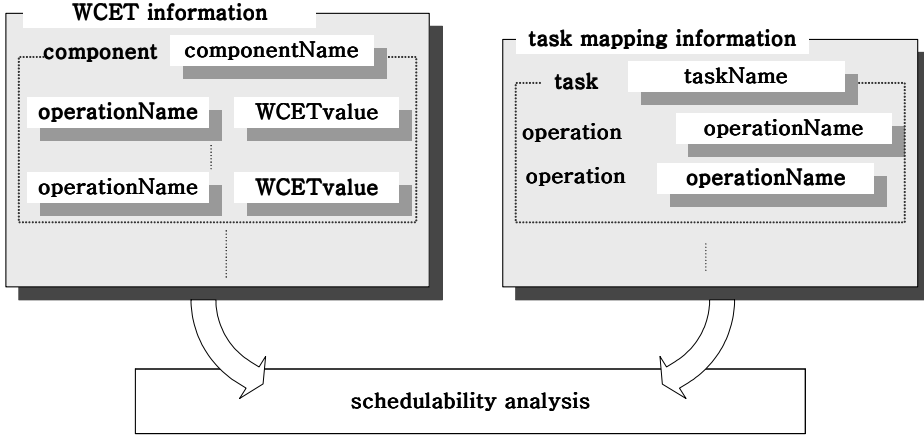 WCET information
component componentName
operationName WCETvalue
operationName WCETvalue
task mapping information
task taskName
operation operationName
operation operationName
schedulability analysis